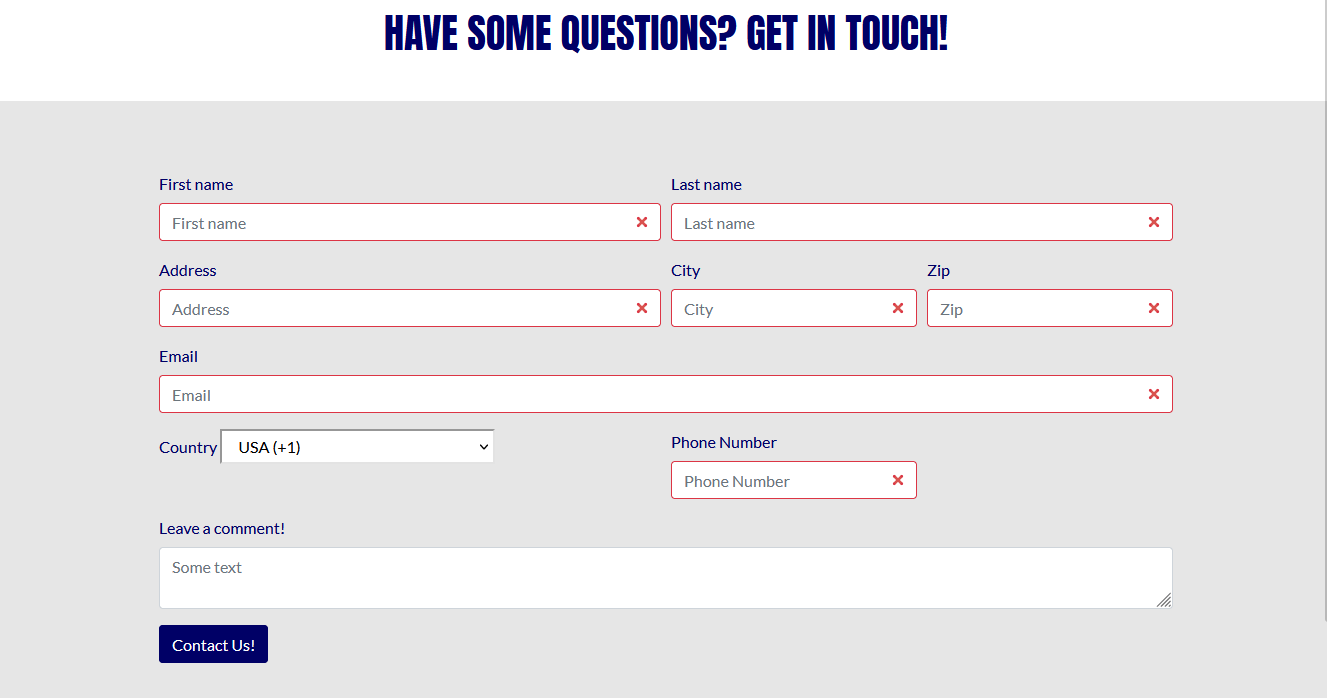 HAVE SOME QUESTIONS? GET IN TOUCH!
First name Last name
First name Last name
Address City Zip
Address City Zip
Email
Email
Country USA (+1) Phone Number
Phone Number
Leave a comment!
Some text
Contact Us!